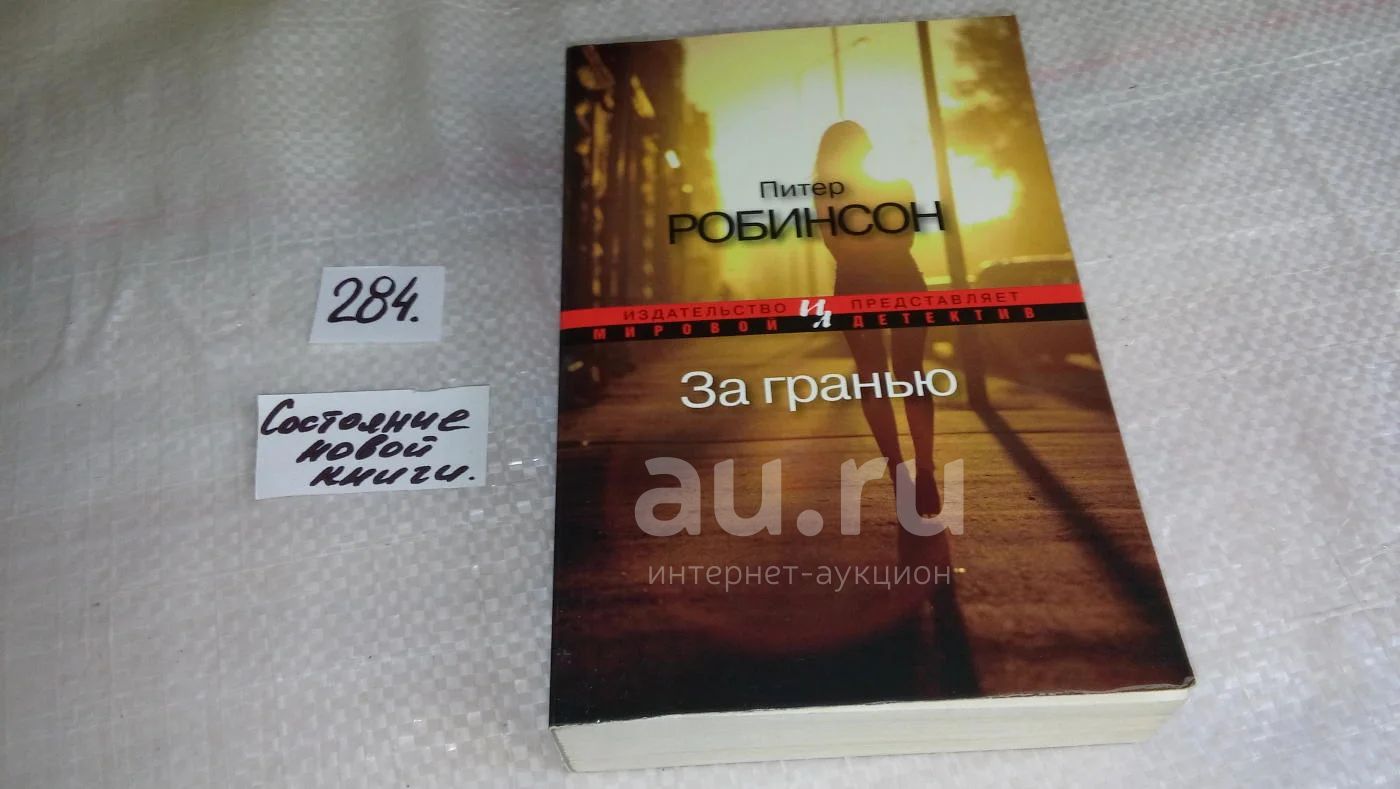 284.
Состояние
новой
книги.
Питер
РОБИНСОН
ИЗДАТЕЛЬСТВО ИЛ ПРЕДСТАВЛЯЕТ
МИРОВОЙ ДЕТЕКТИВ
За гранью
au.ru
интернет-аукцион